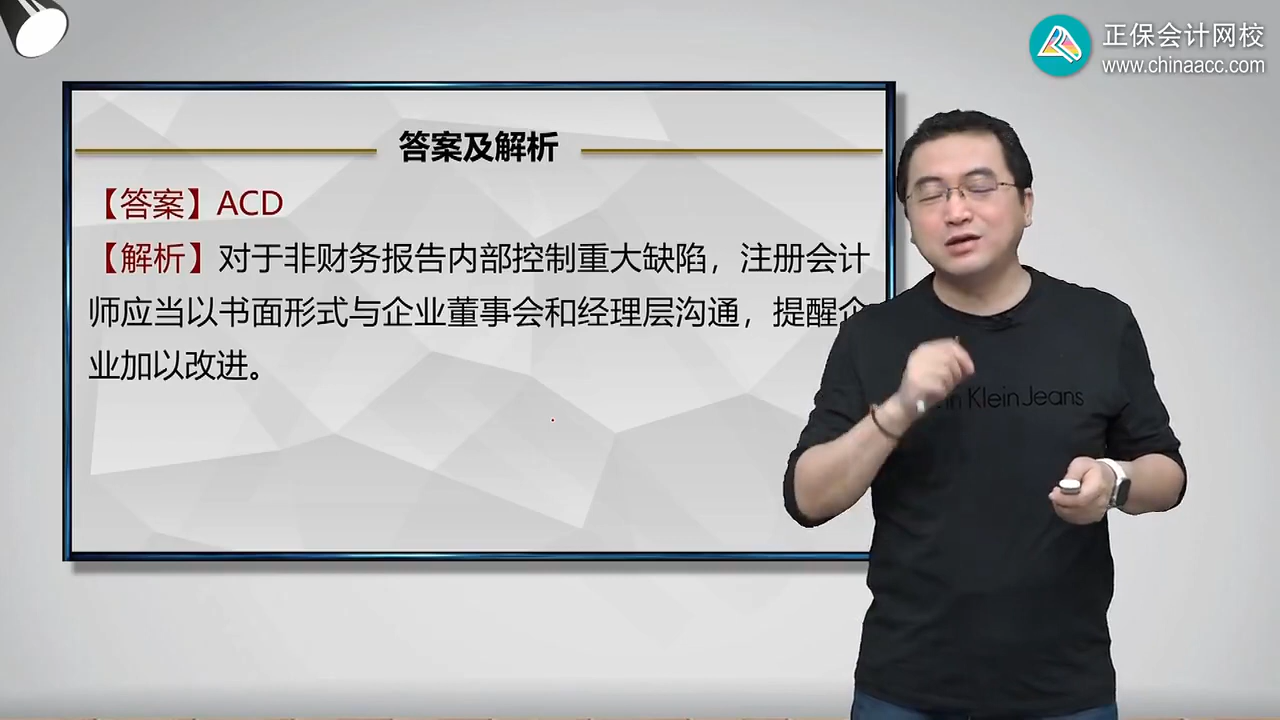 正保会计网校
www.chinaacc.com
答案及解析
【答案】ACD
【解析】对于非财务报告内部控制重大缺陷，注册会计
师应当以书面形式与企业董事会和经理层沟通，提醒企
业加以改进。
Klein Jeans